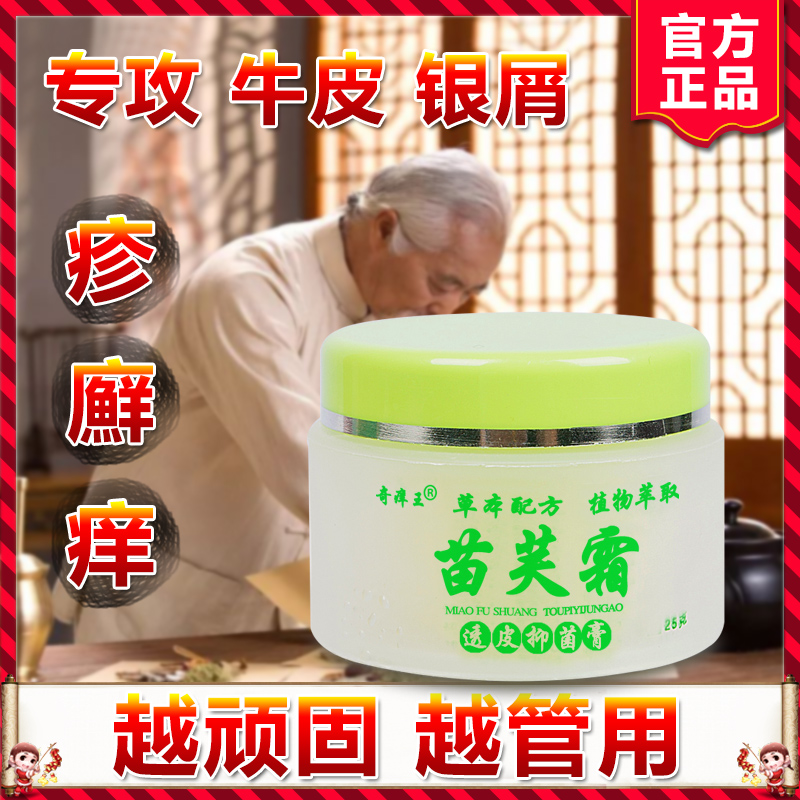 官方
正品
专攻 牛皮 银屑
疹
廯
痒
奇漳王®
草本配方 植物萃取
苗芙霜
MIAO FU SHUANG TOUPIYIJUNGAO
透皮抑菌膏
25克
越顽固 越管用